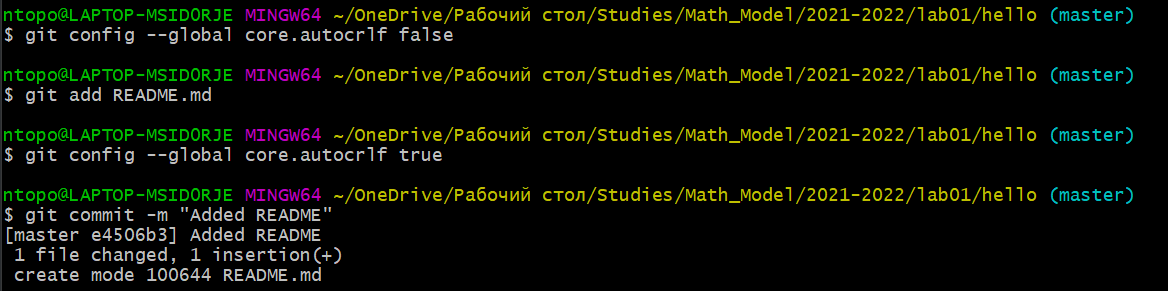 ntopo@LAPTOP-MSIDORJE MINGW64 ~/OneDrive/Рабочий стол/Studies/Math_Model/2021-2022/lab01/hello (master)
$ git config --global core.autocrlf false
ntopo@LAPTOP-MSIDORJE MINGW64 ~/OneDrive/Рабочий стол/Studies/Math_Model/2021-2022/lab01/hello (master)
$ git add README.md
ntopo@LAPTOP-MSIDORJE MINGW64 ~/OneDrive/Рабочий стол/Studies/Math_Model/2021-2022/lab01/hello (master)
$ git config --global core.autocrlf true
ntopo@LAPTOP-MSIDORJE MINGW64 ~/OneDrive/Рабочий стол/Studies/Math_Model/2021-2022/lab01/hello (master)
$ git commit -m "Added README"
[master e4506b3] Added README
 1 file changed, 1 insertion(+)
 create mode 100644 README.md